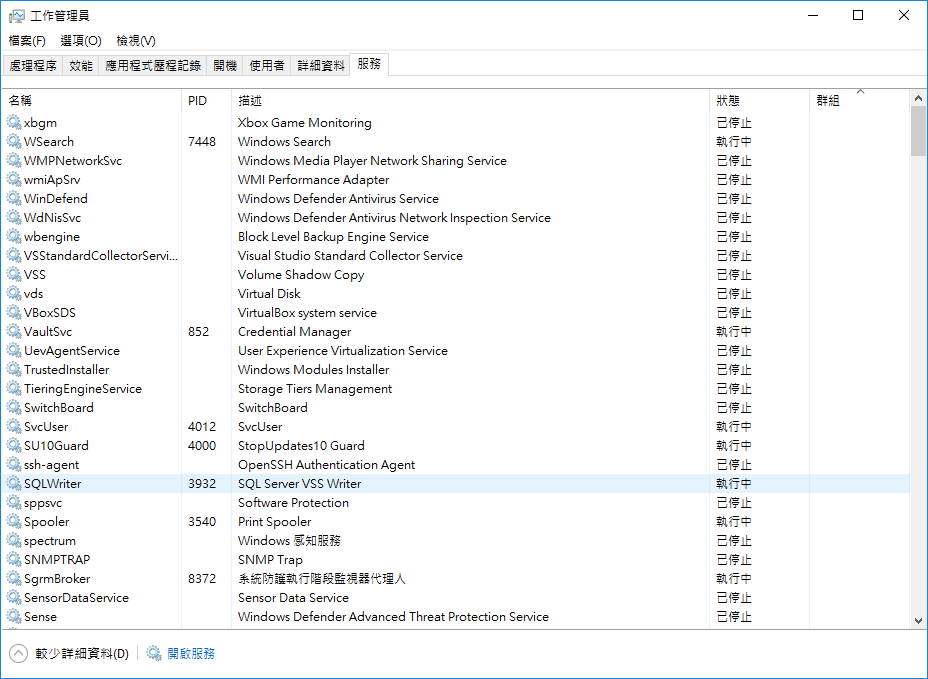 工作管理員
檔案(F) 選項(O) 檢視(V)
處理程序 效能 應用程式歷程記錄 開機 使用者 詳細資料 服務
名稱 PID 描述 狀態 群組
xbgm Xbox Game Monitoring 已停止
WSearch 7448 Windows Search 執行中
WMPNetworkSvc Windows Media Player Network Sharing Service 已停止
wmiApSrv WMI Performance Adapter 已停止
WinDefend Windows Defender Antivirus Service 已停止
WdNisSvc Windows Defender Antivirus Network Inspection Service 已停止
wbengine Block Level Backup Engine Service 已停止
VSStandardCollectorServi... Visual Studio Standard Collector Service 已停止
VSS Volume Shadow Copy 已停止
vds Virtual Disk 已停止
VBoxSDS VirtualBox system service 已停止
VaultSvc 852 Credential Manager 執行中
UevAgentService User Experience Virtualization Service 已停止
TrustedInstaller Windows Modules Installer 已停止
TieringEngineService Storage Tiers Management 已停止
SwitchBoard SwitchBoard 已停止
SvcUser 4012 SvcUser 執行中
SU10Guard 4000 StopUpdates10 Guard 執行中
ssh-agent OpenSSH Authentication Agent 已停止
SQLWriter 3932 SQL Server VSS Writer 執行中
sppsvc Software Protection 已停止
Spooler 3540 Print Spooler 執行中
spectrum Windows 感知服務 已停止
SNMPTRAP SNMP Trap 已停止
SgrmBroker 8372 系統防護執行階段監視器代理人 執行中
SensorDataService Sensor Data Service 已停止
Sense Windows Defender Advanced Threat Protection Service 已停止
較少詳細資料(D) 開啟服務